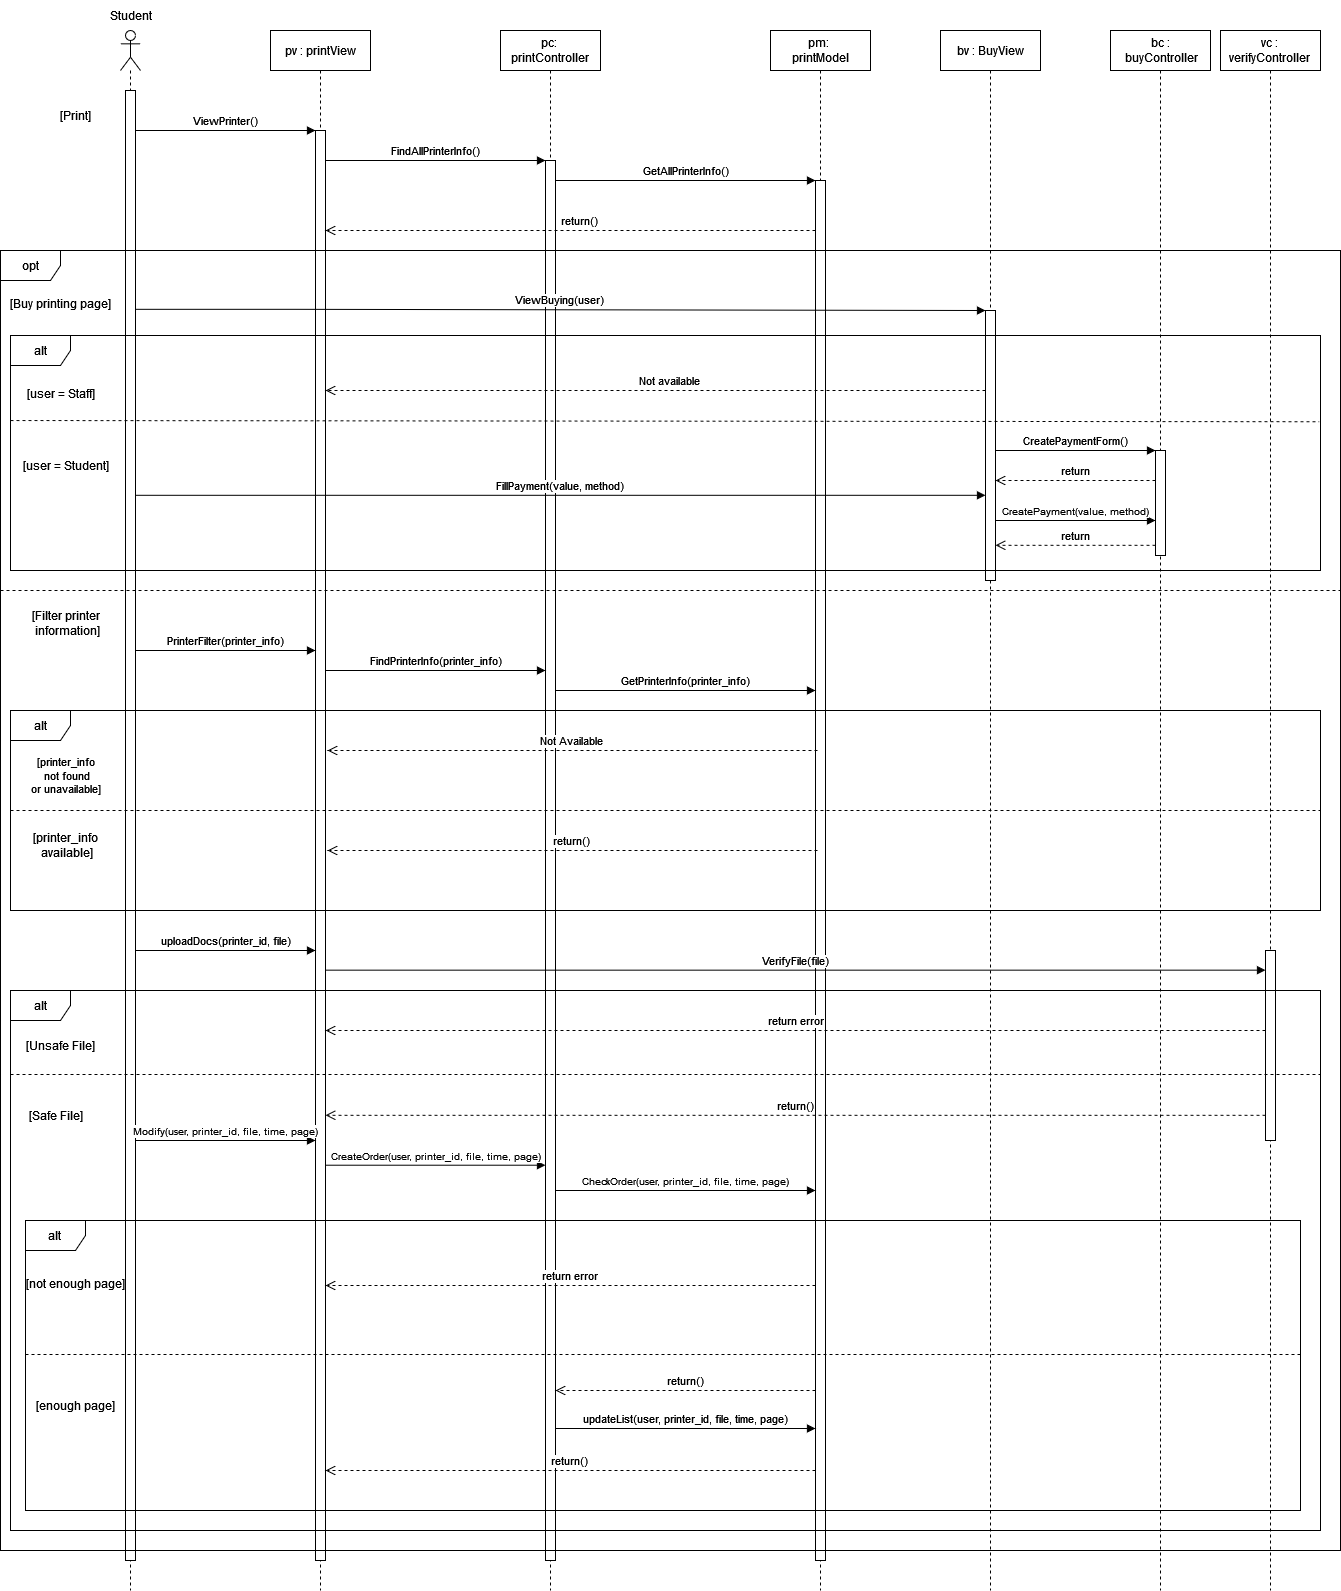 Student
pv : printView
pc:
printController
pm:
printModel
bv : BuyView
bc :
buyController
vc :
verifyController
[Print]
ViewPrinter()
FindAllPrinterInfo()
GetAllPrinterInfo()
return()
opt
[Buy printing page]
ViewBuying(user)
alt
[user = Staff]
Not available
[user = Student]
CreatePaymentForm()
return
FillPayment(value, method)
CreatePayment(value, method)
return
[Filter printer
information]
PrinterFilter(printer_info)
FindPrinterInfo(printer_info)
GetPrinterInfo(printer_info)
alt
Not Available
[printer_info
not found
or unavailable]
[printer_info
available]
return()
uploadDocs(printer_id, file)
VerifyFile(file)
alt
return error
[Unsafe File]
[Safe File]
return()
Modify(user, printer_id, file, time, page)
CreateOrder(user, printer_id, file, time, page)
CheckOrder(user, printer_id, file, time, page)
alt
[not enough page]
return error
return()
[enough page]
updateList(user, printer_id, file, time, page)
return()